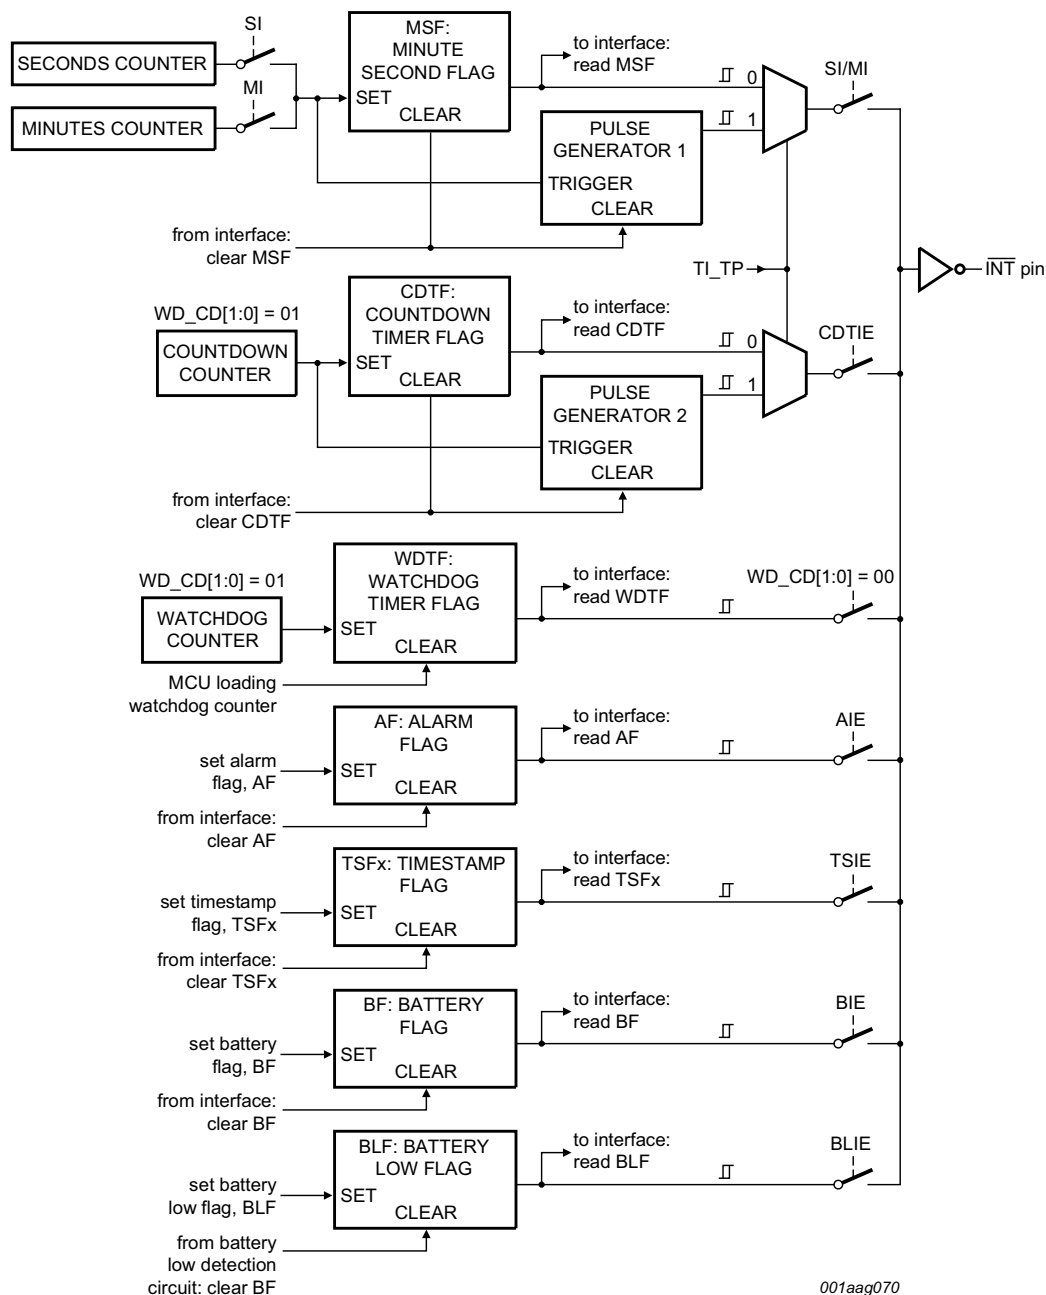 SI
SECONDS COUNTER
MI
MINUTES COUNTER
MSF:
MINUTE
SECOND FLAG
SET
CLEAR
to interface:
read MSF
0
1
SI/MI
PULSE
GENERATOR 1
TRIGGER
CLEAR
from interface:
clear MSF
TI_TP
INT pin
WD_CD[1:0] = 01
COUNTDOWN
COUNTER
CDTF:
COUNTDOWN
TIMER FLAG
SET
CLEAR
to interface:
read CDTF
0
1
CDTIE
PULSE
GENERATOR 2
TRIGGER
CLEAR
from interface:
clear CDTF
WD_CD[1:0] = 01
WATCHDOG
COUNTER
WDTF:
WATCHDOG
TIMER FLAG
SET
CLEAR
to interface:
read WDTF
WD_CD[1:0] = 00
MCU loading
watchdog counter
AF: ALARM
FLAG
SET
CLEAR
to interface:
read AF
AIE
set alarm
flag, AF
from interface:
clear AF
TSFx: TIMESTAMP
FLAG
SET
CLEAR
to interface:
read TSFx
TSIE
set timestamp
flag, TSFx
from interface:
clear TSFx
BF: BATTERY
FLAG
SET
CLEAR
to interface:
read BF
BIE
set battery
flag, BF
from interface:
clear BF
BLF: BATTERY
LOW FLAG
SET
CLEAR
to interface:
read BLF
BLIE
set battery
low flag, BLF
from battery
low detection
circuit: clear BF
001aag070